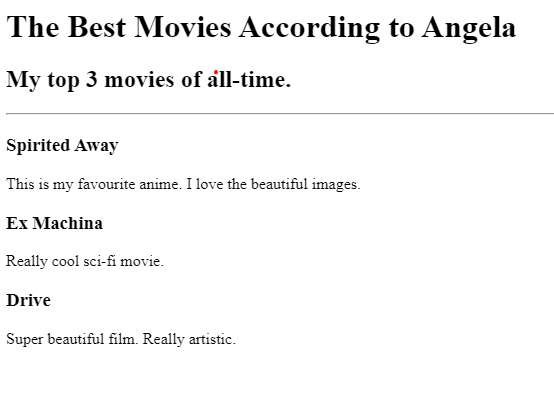 The Best Movies According to Angela
My top 3 movies of all-time.
Spirited Away
This is my favourite anime. I love the beautiful images.
Ex Machina
Really cool sci-fi movie.
Drive
Super beautiful film. Really artistic.